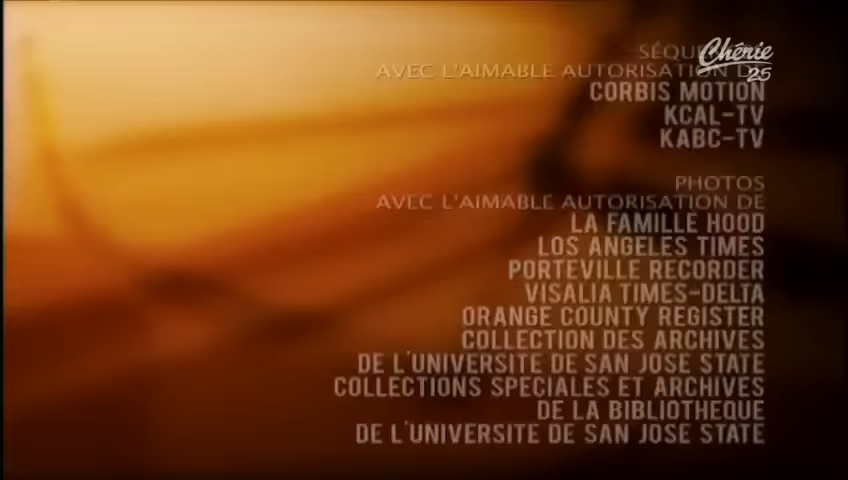 Chérie
25
AVEC L'AIMABLE AUTORISATION DE
CORBIS MOTION
KCAL-TV
KABC-TV
PHOTOS
AVEC L'AIMABLE AUTORISATION DE
LA FAMILLE HOOD
LOS ANGELES TIMES
PORTEVILLE RECORDER
VISALIA TIMES-DELTA
ORANGE COUNTY REGISTER
COLLECTION DES ARCHIVES
DE L'UNIVERSITE DE SAN JOSE STATE
COLLECTIONS SPECIALES ET ARCHIVES
DE LA BIBLIOTHEQUE
DE L'UNIVERSITE DE SAN JOSE STATE